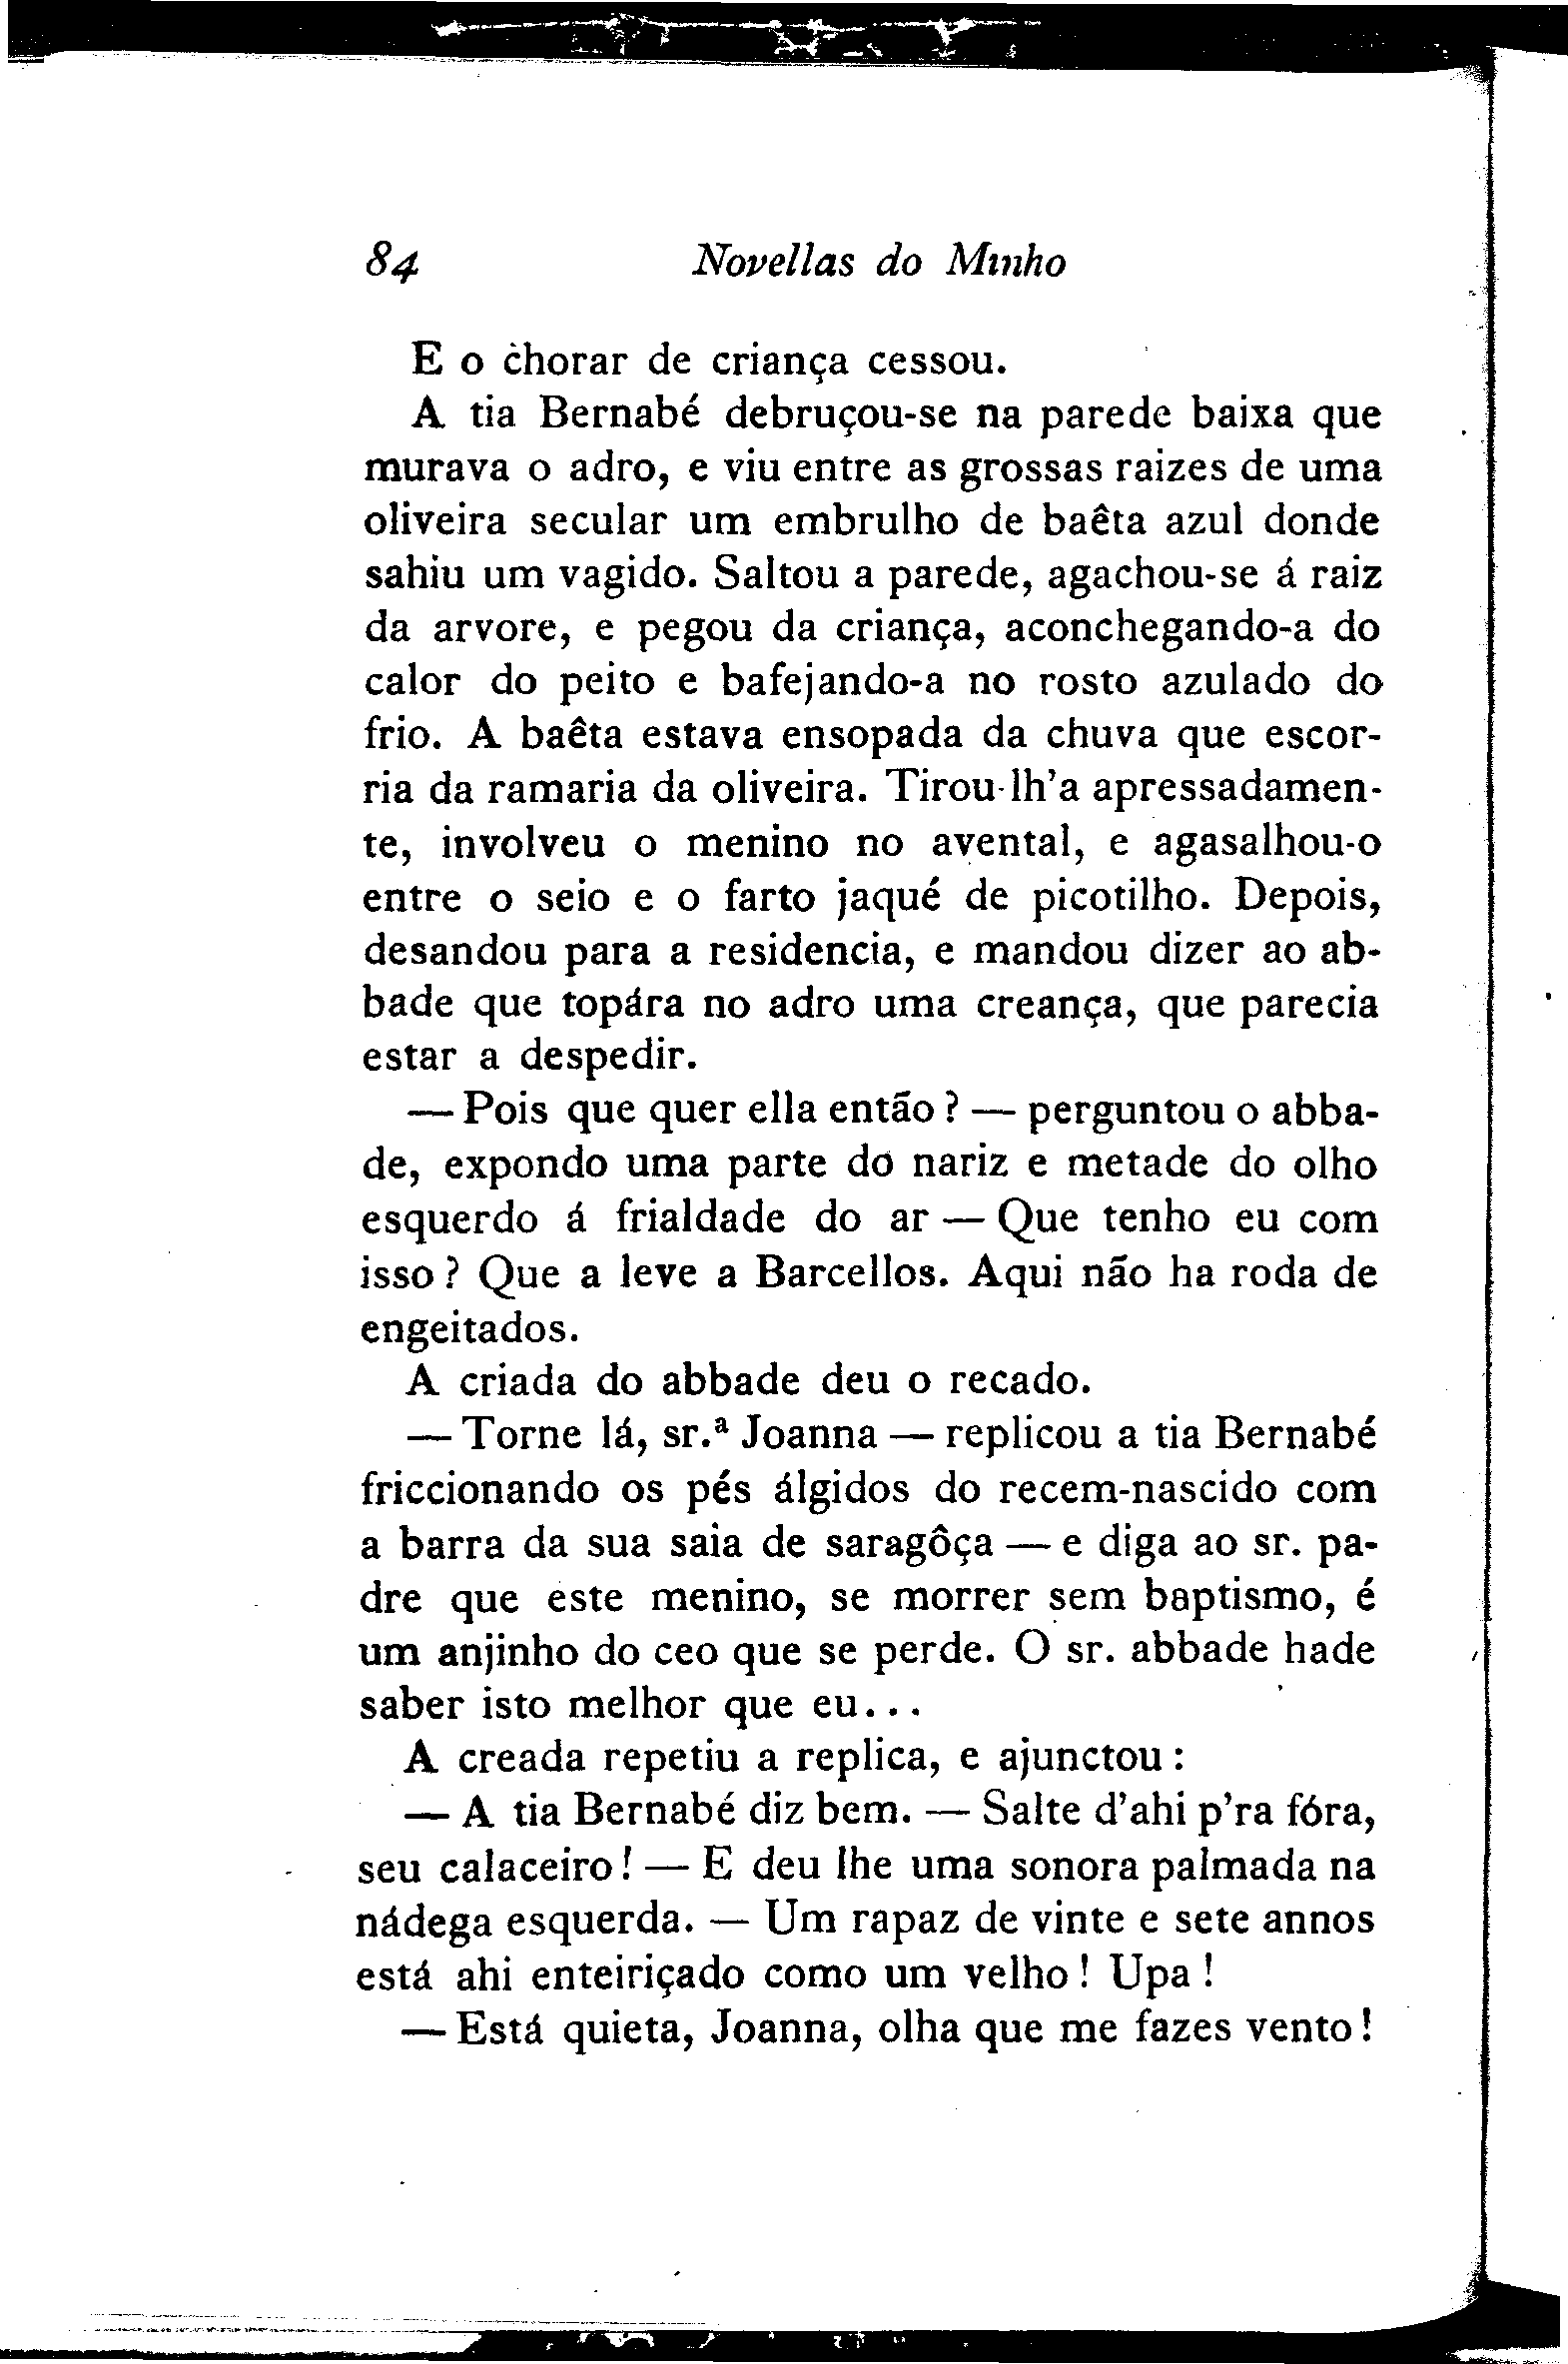 84 Novellas do Minho
E o chorar de criança cessou.
A tia Bernabé debruçou-se na parede baixa que
murava o adro, e viu entre as grossas raizes de uma
oliveira secular um embrulho de baêta azul donde
sahiu um vagido. Saltou a parede, agachou-se á raiz
da arvore, e pegou da criança, aconchegando-a do
calor do peito e bafejando-a no rosto azulado do
frio. A baêta estava ensopada da chuva que escor-
ria da ramaria da oliveira. Tirou-lh'a apressadamen-
te, involveu o menino no avental, e agasalhou-o
entre o seio e o farto jaqué de picotilho. Depois,
desandou para a residencia, e mandou dizer ao ab-
bade que topára no adro uma creança, que parecia
estar a despedir.
— Pois que quer ella então ? — perguntou o abba-
de, expondo uma parte do nariz e metade do olho
esquerdo á frialdade do ar — Que tenho eu com
isso ? Que a leve a Barcellos. Aqui não ha roda de
engeitados.
A criada do abbade deu o recado.
— Torne lá, sr.ª Joanna — replicou a tia Bernabé
friccionando os pés álgidos do recem-nascido com
a barra da sua saia de saragôça — e diga ao sr. pa-
dre que este menino, se morrer sem baptismo, é
um anjinho do ceo que se perde. O sr. abbade hade
saber isto melhor que eu...
A creada repetiu a replica, e ajunctou :
— A tia Bernabé diz bem. — Salte d'ahi p'ra fóra,
seu calaceiro ! — E deu lhe uma sonora palmada na
nádega esquerda. — Um rapaz de vinte e sete annos
está ahi enteiriçado como um velho ! Upa !
— Está quieta, Joanna, olha que me fazes vento !